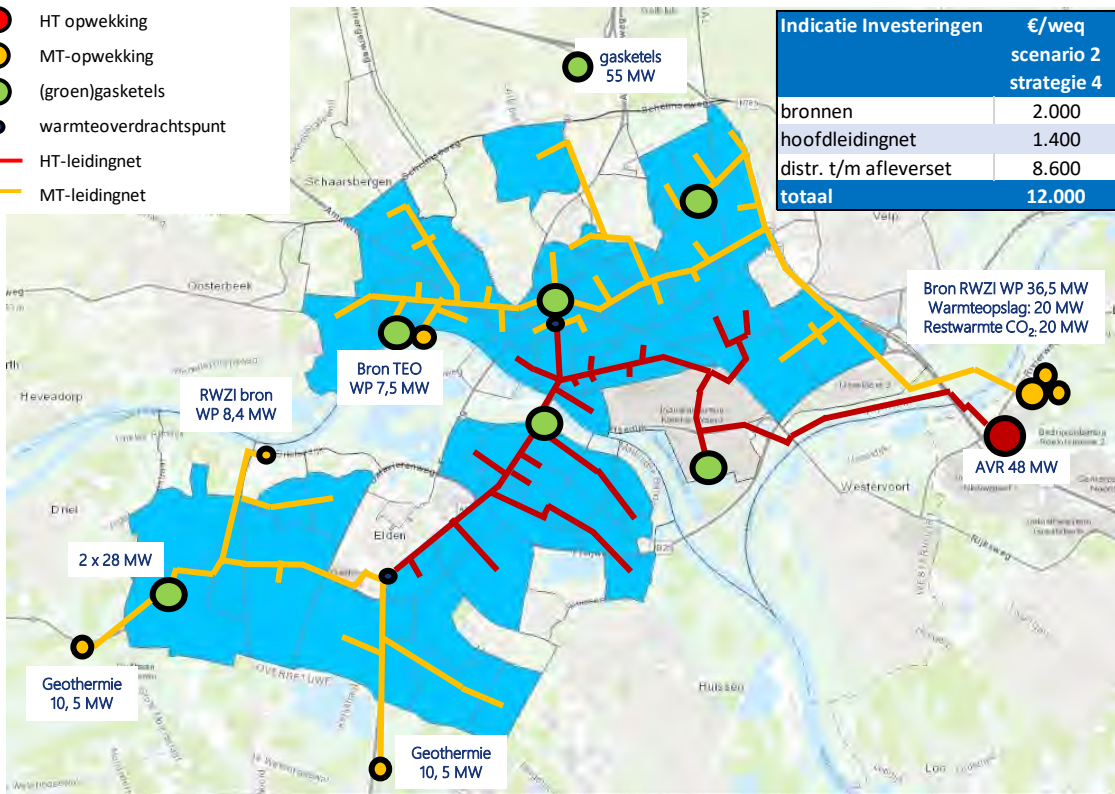 HT opwekking
MT-opwekking
(groen)gasketels
warmteoverdrachtspunt
HT-leidingnet
MT-leidingnet
Indicatie Investeringen €/weq
scenario 2
strategie 4
bronnen 2.000
hoofdleidingnet 1.400
distr. t/m afleverset 8.600
totaal 12.000
gasketels
55 MW
Schelmseweg
Schaarsbergen
Velp
Oosterbeek
Bron RWZI WP 36,5 MW
Warmteopslag: 20 MW
Restwarmte CO₂: 20 MW
Bron TEO
WP 7,5 MW
RWZI bron
WP 8,4 MW
Heveadorp
AVR 48 MW
Westervoort
Driel
Elden
2 x 28 MW
Rijksweg
Geothermie
10, 5 MW
OVERBETUWE
Huissen
Geothermie
10, 5 MW
Loo